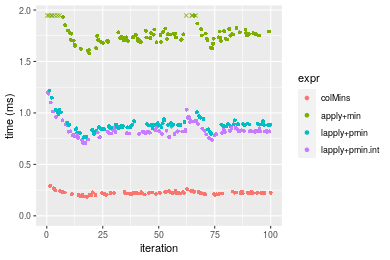 expr
colMins
apply+min
lapply+pmin
lapply+pmin.int
time (ms)
2.0
1.5
1.0
0.5
0.0
0
25
50
75
100
iteration